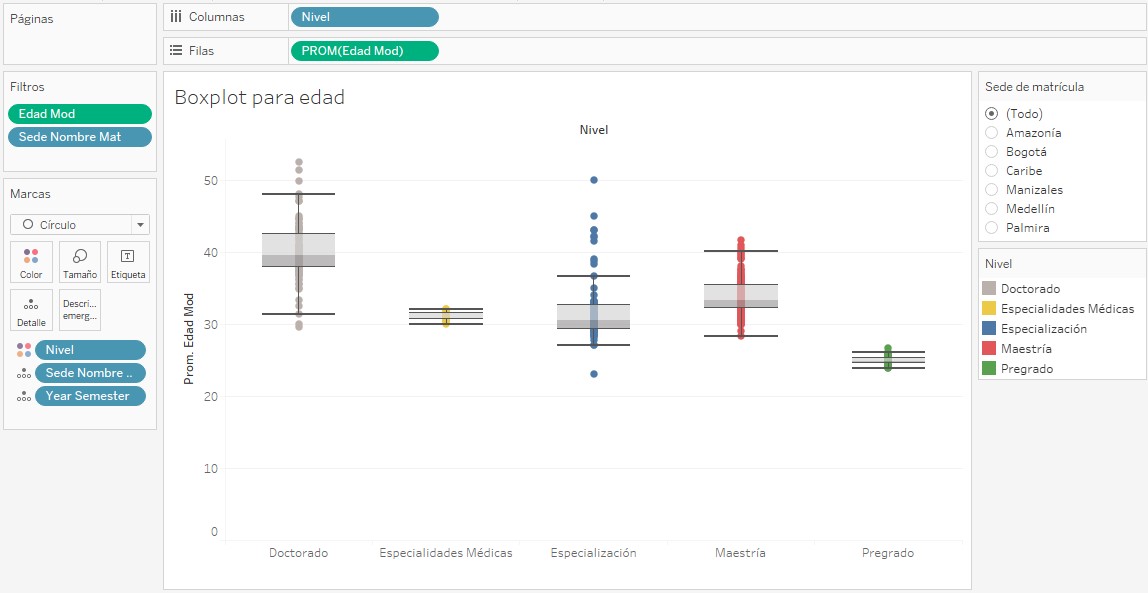 Páginas
Columnas
Nivel
Filas
PROM(Edad Mod)
Filtros
Edad Mod
Sede Nombre Mat
Marcas
Círculo
Color
Tamaño
Etiqueta
Detalle
Descri...
emerg...
Nivel
Sede Nombre ..
Year Semester
Boxplot para edad
Nivel
Prom. Edad Mod
50
40
30
20
10
0
Doctorado
Especialidades Médicas
Especialización
Maestría
Pregrado
Sede de matrícula
(Todo)
Amazonía
Bogotá
Caribe
Manizales
Medellín
Palmira
Nivel
Doctorado
Especialidades Médicas
Especialización
Maestría
Pregrado